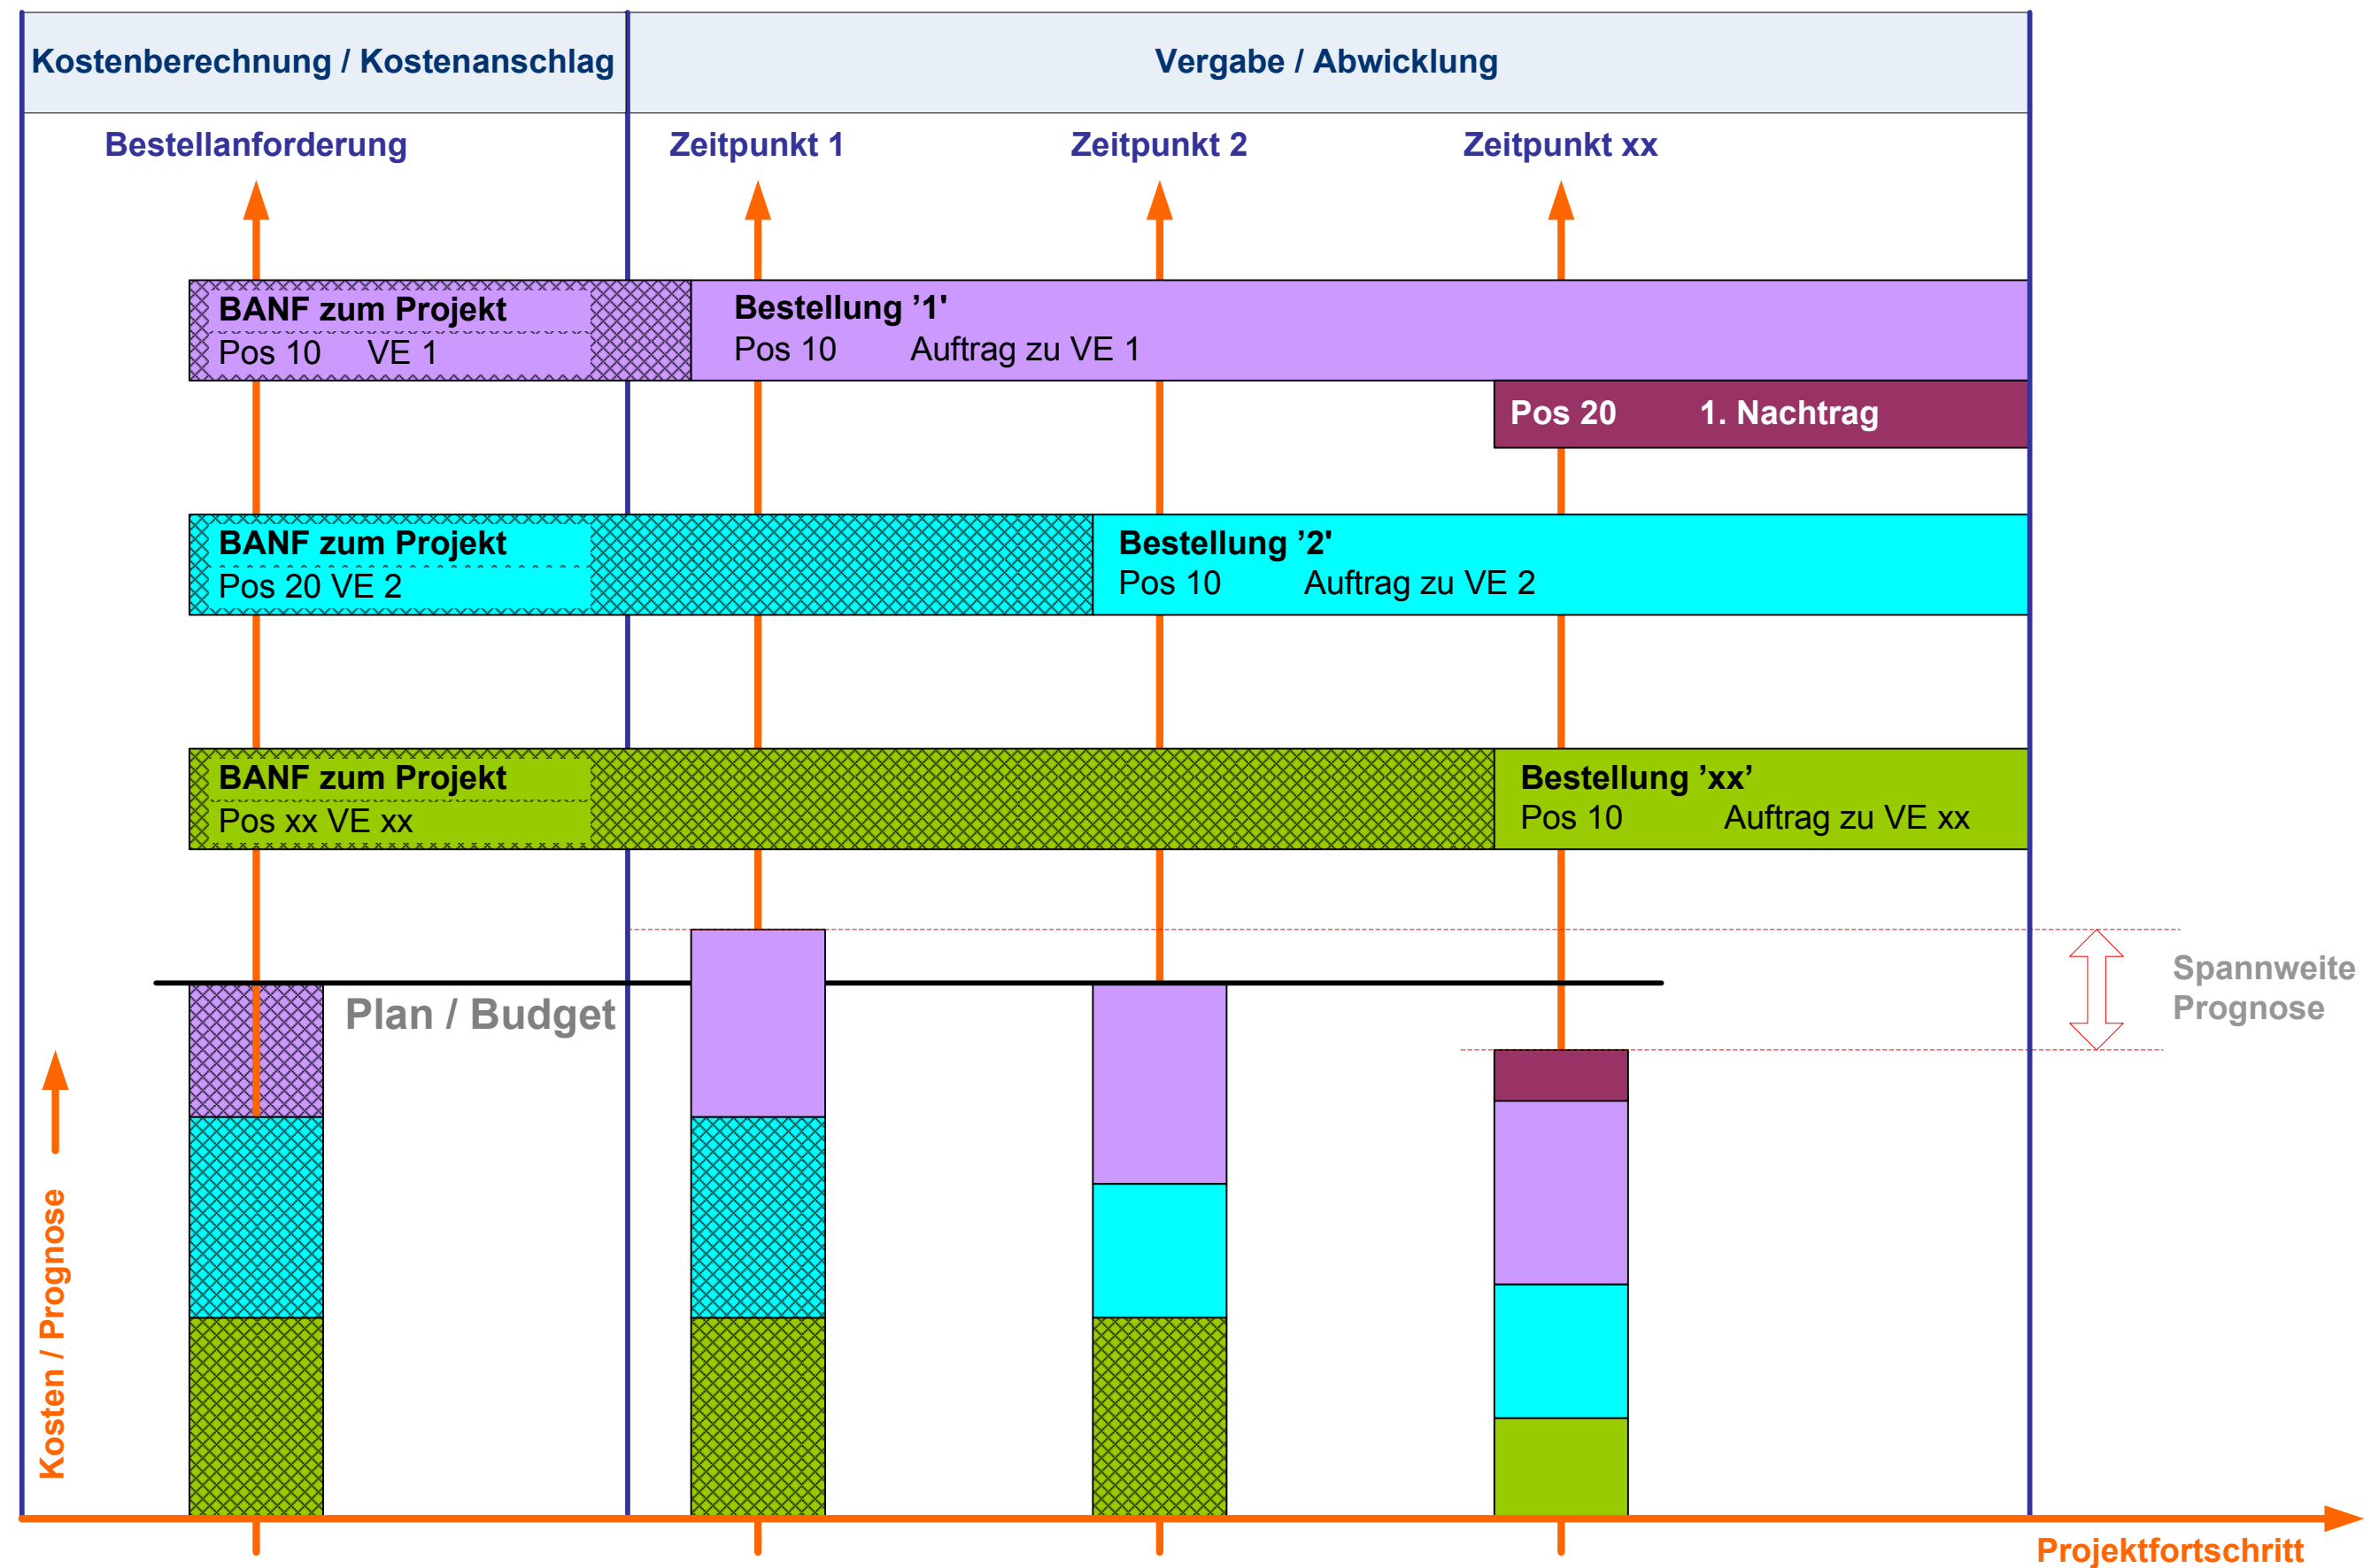 Kostenberechnung / Kostenanschlag
Vergabe / Abwicklung
Bestellanforderung
Zeitpunkt 1
Zeitpunkt 2
Zeitpunkt xx
BANF zum Projekt
Pos 10 VE 1
Bestellung ’1'
Pos 10 Auftrag zu VE 1
Pos 20 1. Nachtrag
BANF zum Projekt
Pos 20 VE 2
Bestellung ’2'
Pos 10 Auftrag zu VE 2
BANF zum Projekt
Pos xx VE xx
Bestellung ’xx’
Pos 10 Auftrag zu VE xx
Plan / Budget
Spannweite
Prognose
Kosten / Prognose
Projektfortschritt